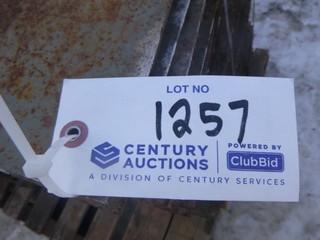 LOT NO
1257
CENTURY
AUCTIONS
POWERED BY
ClubBid
A DIVISION OF CENTURY SERVICES